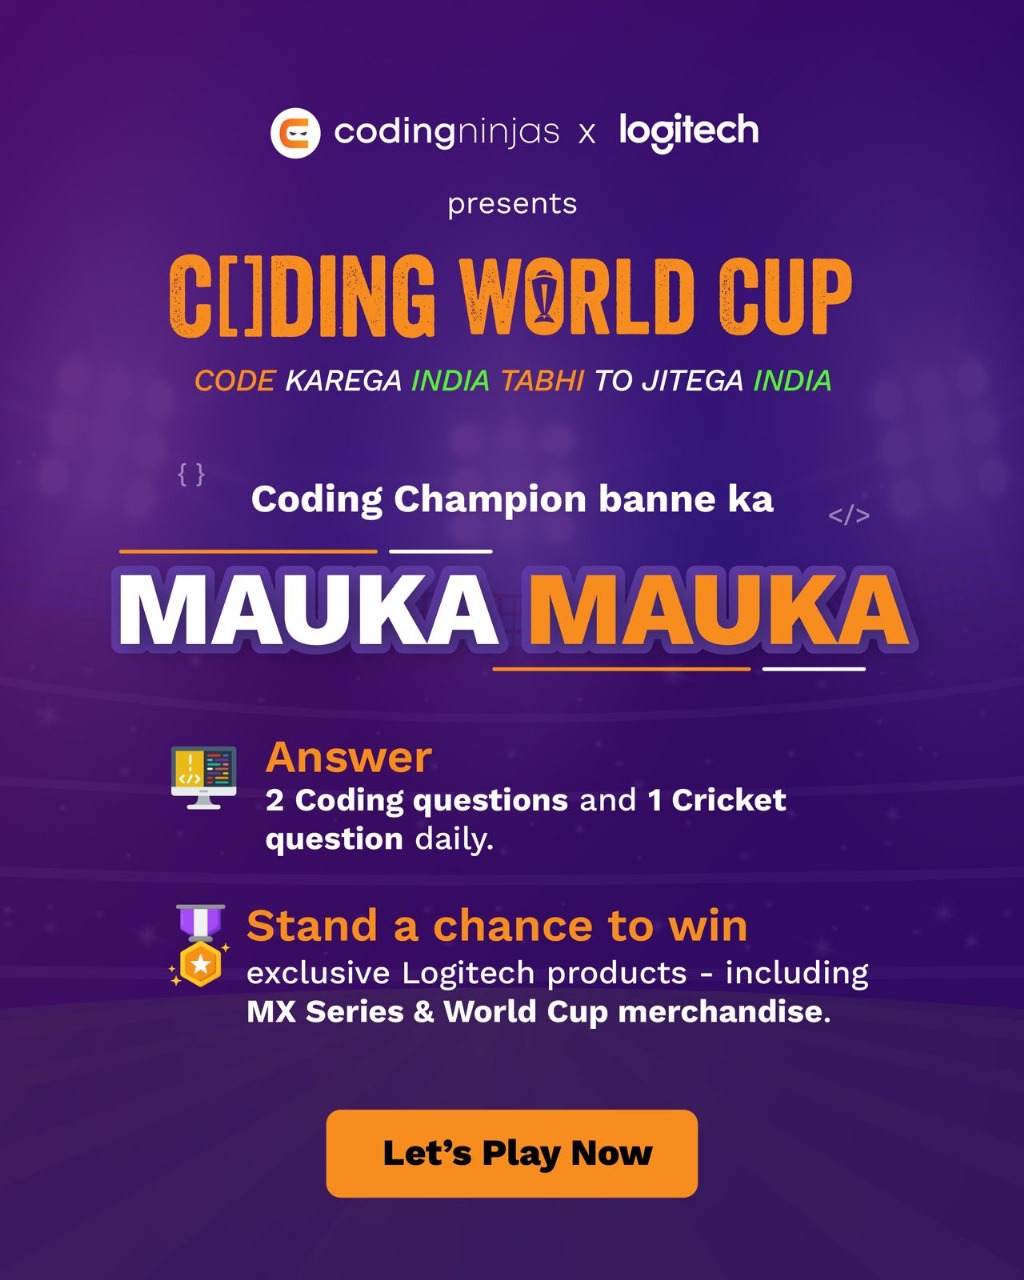 codingninjas x logitech
presents
C[]DING WORLD CUP
CODE KAREGA INDIA TABHI TO JITEGA INDIA
{ }
Coding Champion banne ka
</>
MAUKA MAUKA
Answer
2 Coding questions and 1 Cricket
question daily.
Stand a chance to win
exclusive Logitech products - including
MX Series & World Cup merchandise.
Let's Play Now